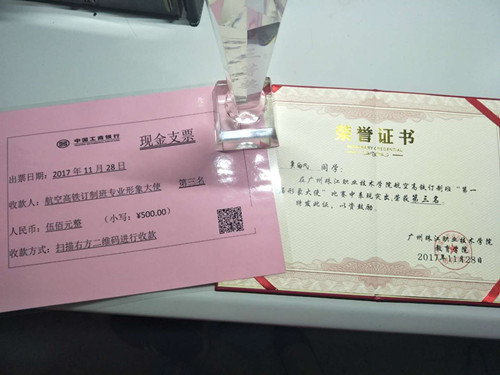 中国工商银行
现金支票
出票日期：2017年11月28日
收款人：航空高铁订制班专业形象大使 第三名
人民币：伍佰元整 （小写：¥500.00）
收款方式：扫描右方二维码进行收款
荣誉证书
同学：
在广州珠江职业技术学院航空高铁订制班“第一
届形象大使”比赛中表现突出，荣获第三名，
特发此证，以资鼓励。
广州珠江职业技术学院
教育学院
2017年11月28日